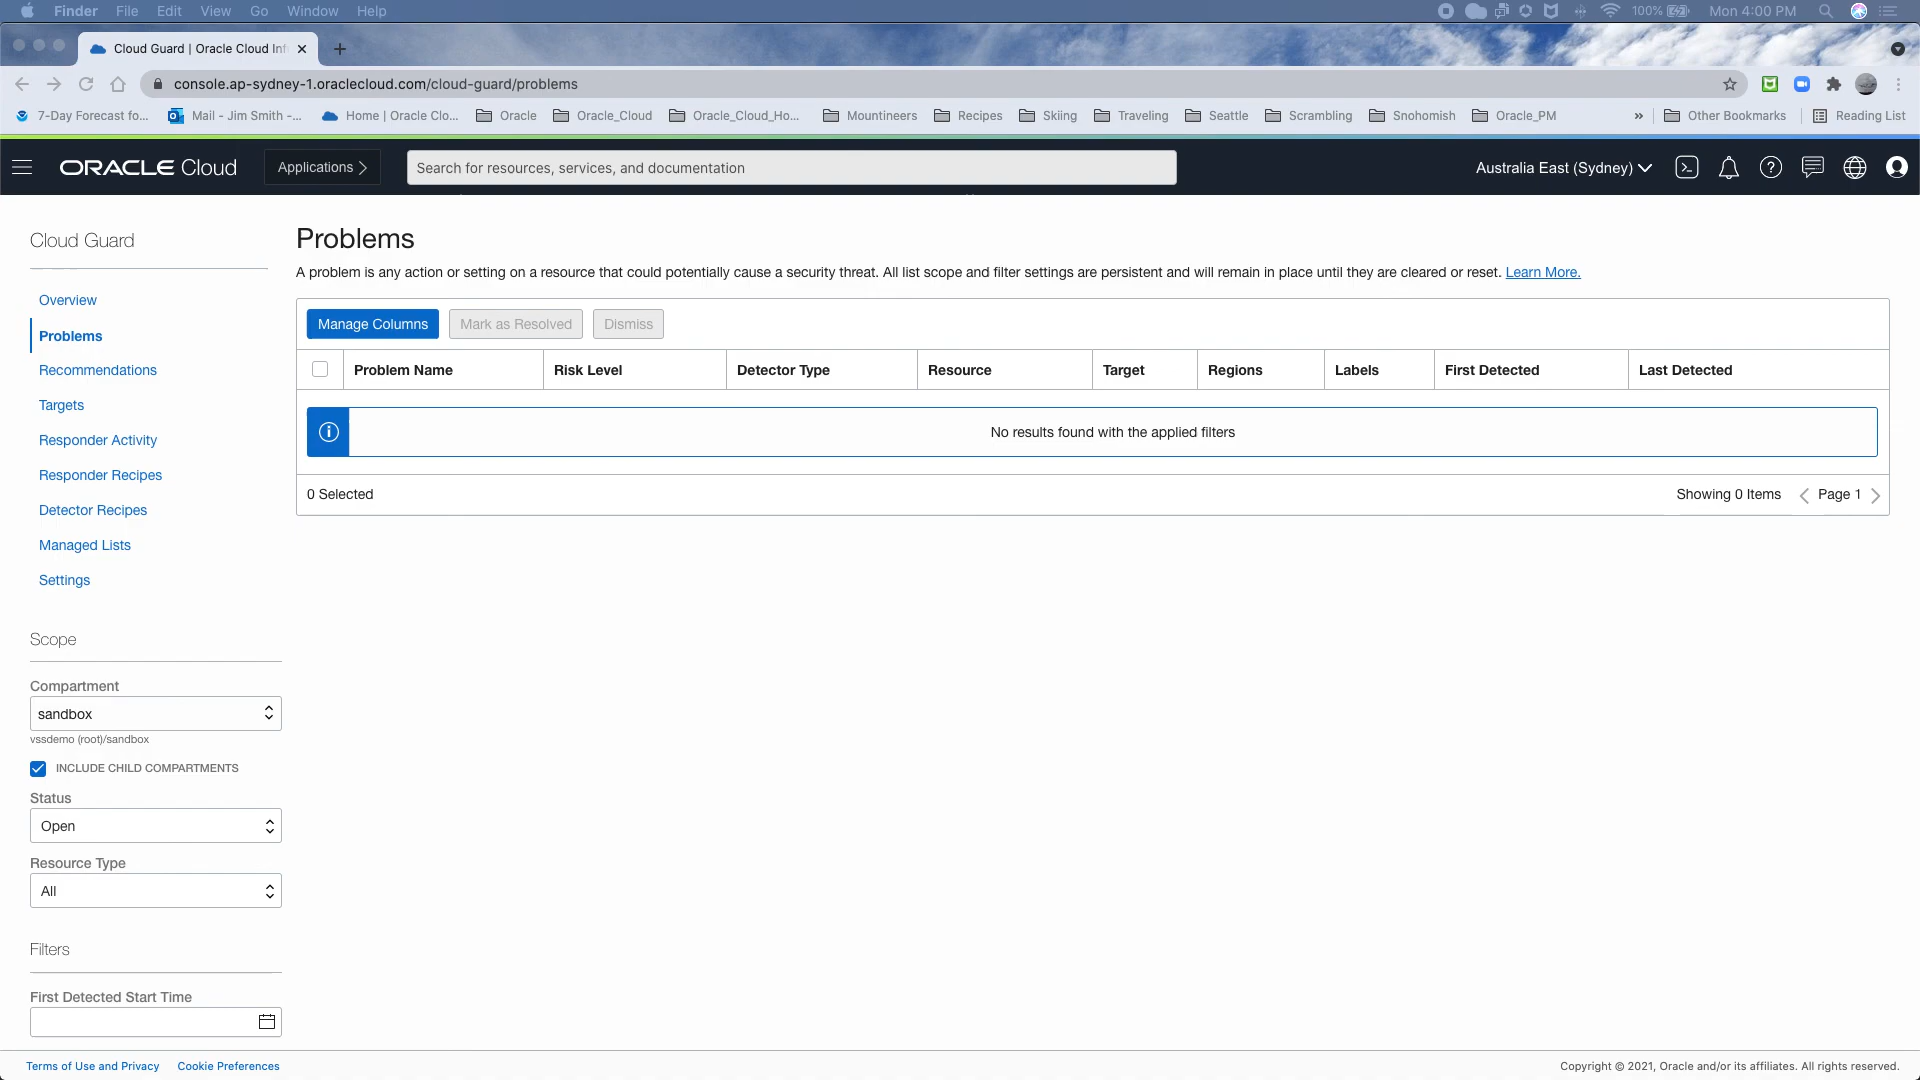 Finder File Edit View Go Window Help 100% Mon 4:00 PM
Cloud Guard | Oracle Cloud Inf
console.ap-sydney-1.oraclecloud.com/cloud-guard/problems
7-Day Forecast fo... Mail - Jim Smith -... Home | Oracle Clo... Oracle Oracle_Cloud Oracle_Cloud_Ho... Mountineers Recipes Skiing Traveling Seattle Scrambling Snohomish Oracle_PM » Other Bookmarks Reading List
ORACLE Cloud Applications Search for resources, services, and documentation Australia East (Sydney)
Cloud Guard
Overview
Problems
Recommendations
Targets
Responder Activity
Responder Recipes
Detector Recipes
Managed Lists
Settings
Scope
Compartment
sandbox
vssdemo (root)/sandbox
INCLUDE CHILD COMPARTMENTS
Status
Open
Resource Type
All
Filters
First Detected Start Time
Problems
A problem is any action or setting on a resource that could potentially cause a security threat. All list scope and filter settings are persistent and will remain in place until they are cleared or reset. Learn More.
Manage Columns Mark as Resolved Dismiss
Problem Name Risk Level Detector Type Resource Target Regions Labels First Detected Last Detected
No results found with the applied filters
0 Selected Showing 0 Items Page 1
Terms of Use and Privacy Cookie Preferences Copyright © 2021, Oracle and/or its affiliates. All rights reserved.